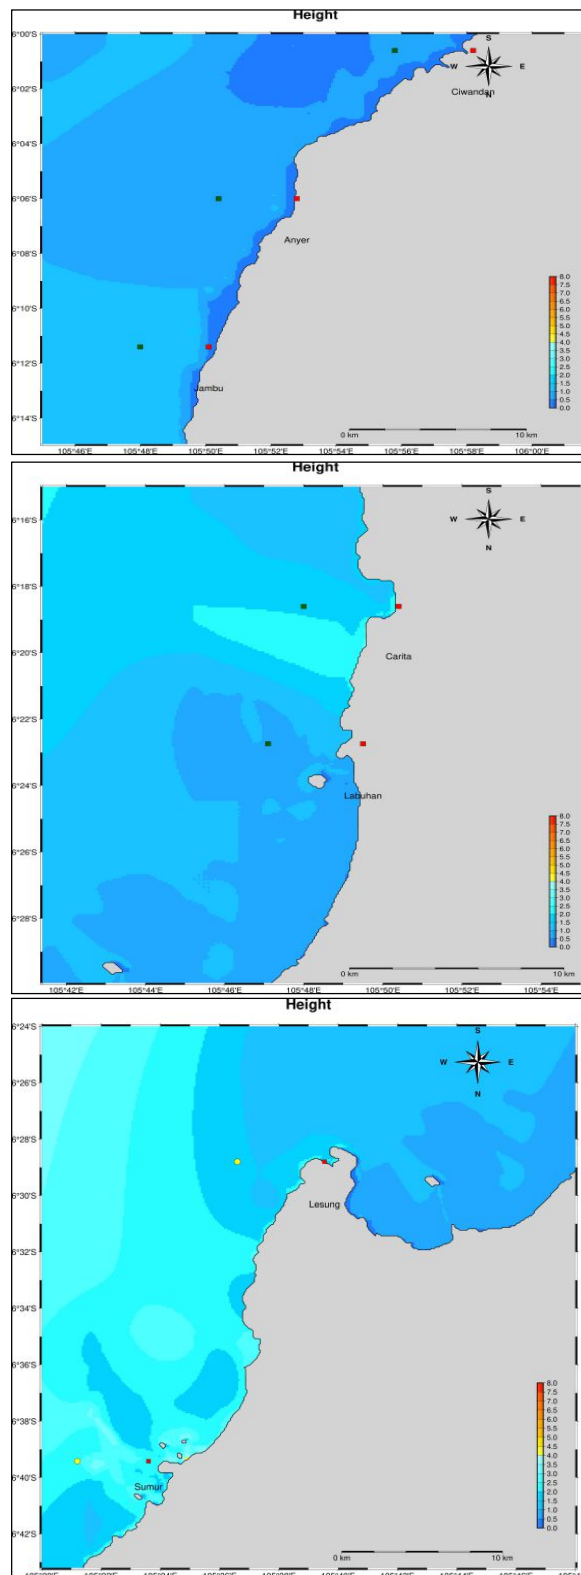 Height
6°00'S
S
W E
N
Ciwandan
6°02'S
6°04'S
6°06'S
Anyer
6°08'S
6°10'S
6°12'S
Jambu
6°14'S
8.0
7.5
7.0
6.5
6.0
5.5
5.0
4.5
4.0
3.5
3.0
2.5
2.0
1.5
1.0
0.5
0.0
0 km 10 km
105°46'E 105°48'E 105°50'E 105°52'E 105°54'E 105°56'E 105°58'E 106°00'E
Height
S
W E
N
6°16'S
6°18'S
Carita
6°20'S
6°22'S
6°24'S
Labuhan
6°26'S
6°28'S
8.0
7.5
7.0
6.5
6.0
5.5
5.0
4.5
4.0
3.5
3.0
2.5
2.0
1.5
1.0
0.5
0.0
0 km 10 km
105°42'E 105°44'E 105°46'E 105°48'E 105°50'E 105°52'E 105°54'E
Height
6°24'S
S
W E
N
6°26'S
6°28'S
6°30'S
Lesung
6°32'S
6°34'S
6°36'S
6°38'S
6°40'S
Sumur
6°42'S
8.0
7.5
7.0
6.5
6.0
5.5
5.0
4.5
4.0
3.5
3.0
2.5
2.0
1.5
1.0
0.5
0.0
0 km 10 km